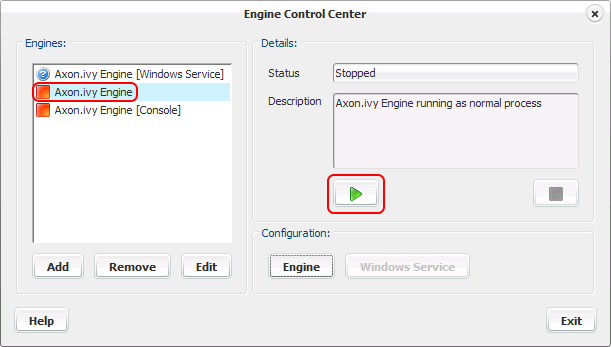 Engine Control Center
Engines:
Axon.ivy Engine [Windows Service]
Axon.ivy Engine
Axon.ivy Engine [Console]
Add Remove Edit
Details:
Status Stopped
Description Axon.ivy Engine running as normal process
Configuration:
Engine Windows Service
Help Exit